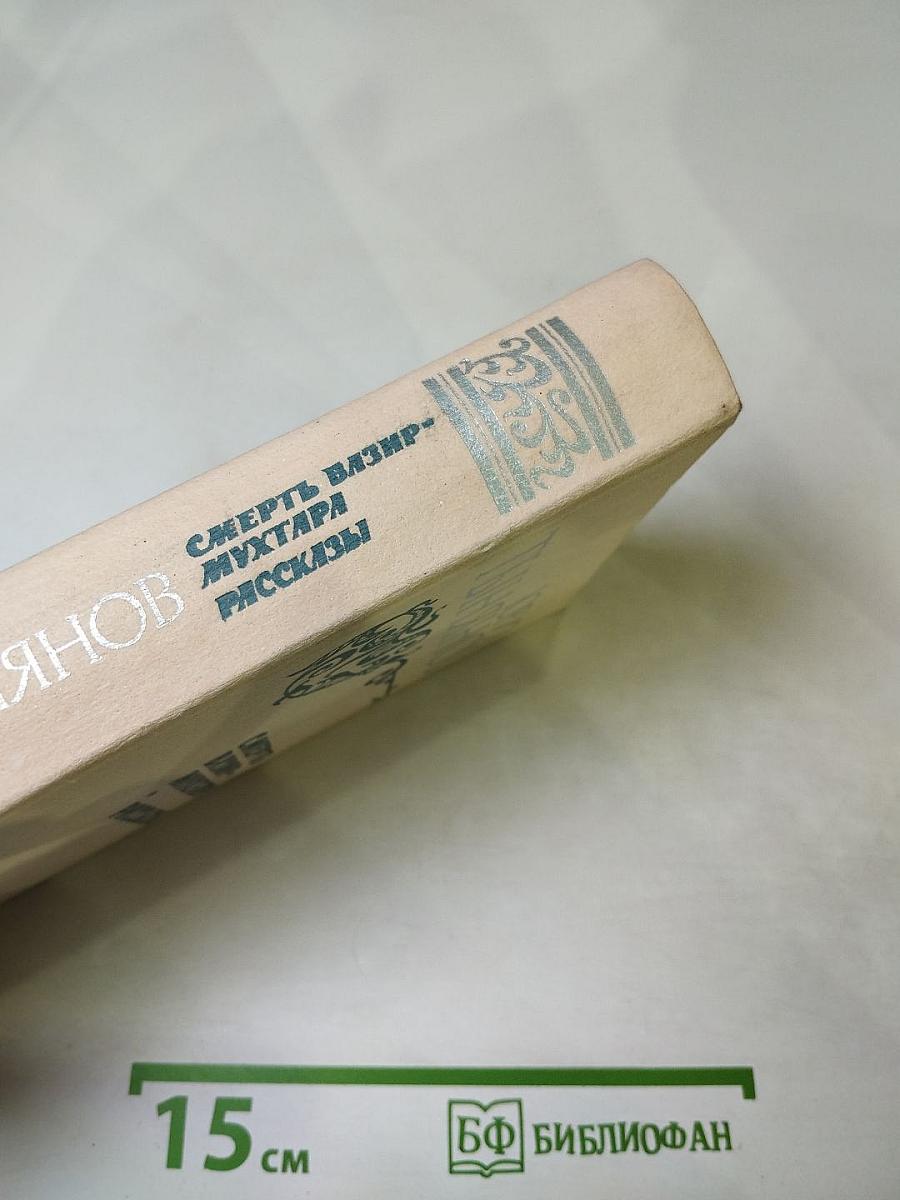 ЯНОВ
СМЕРТЬ ВАЗИР-
МУХТАРА
РАССКАЗЫ
15 см
БФ БИБЛИОФАН